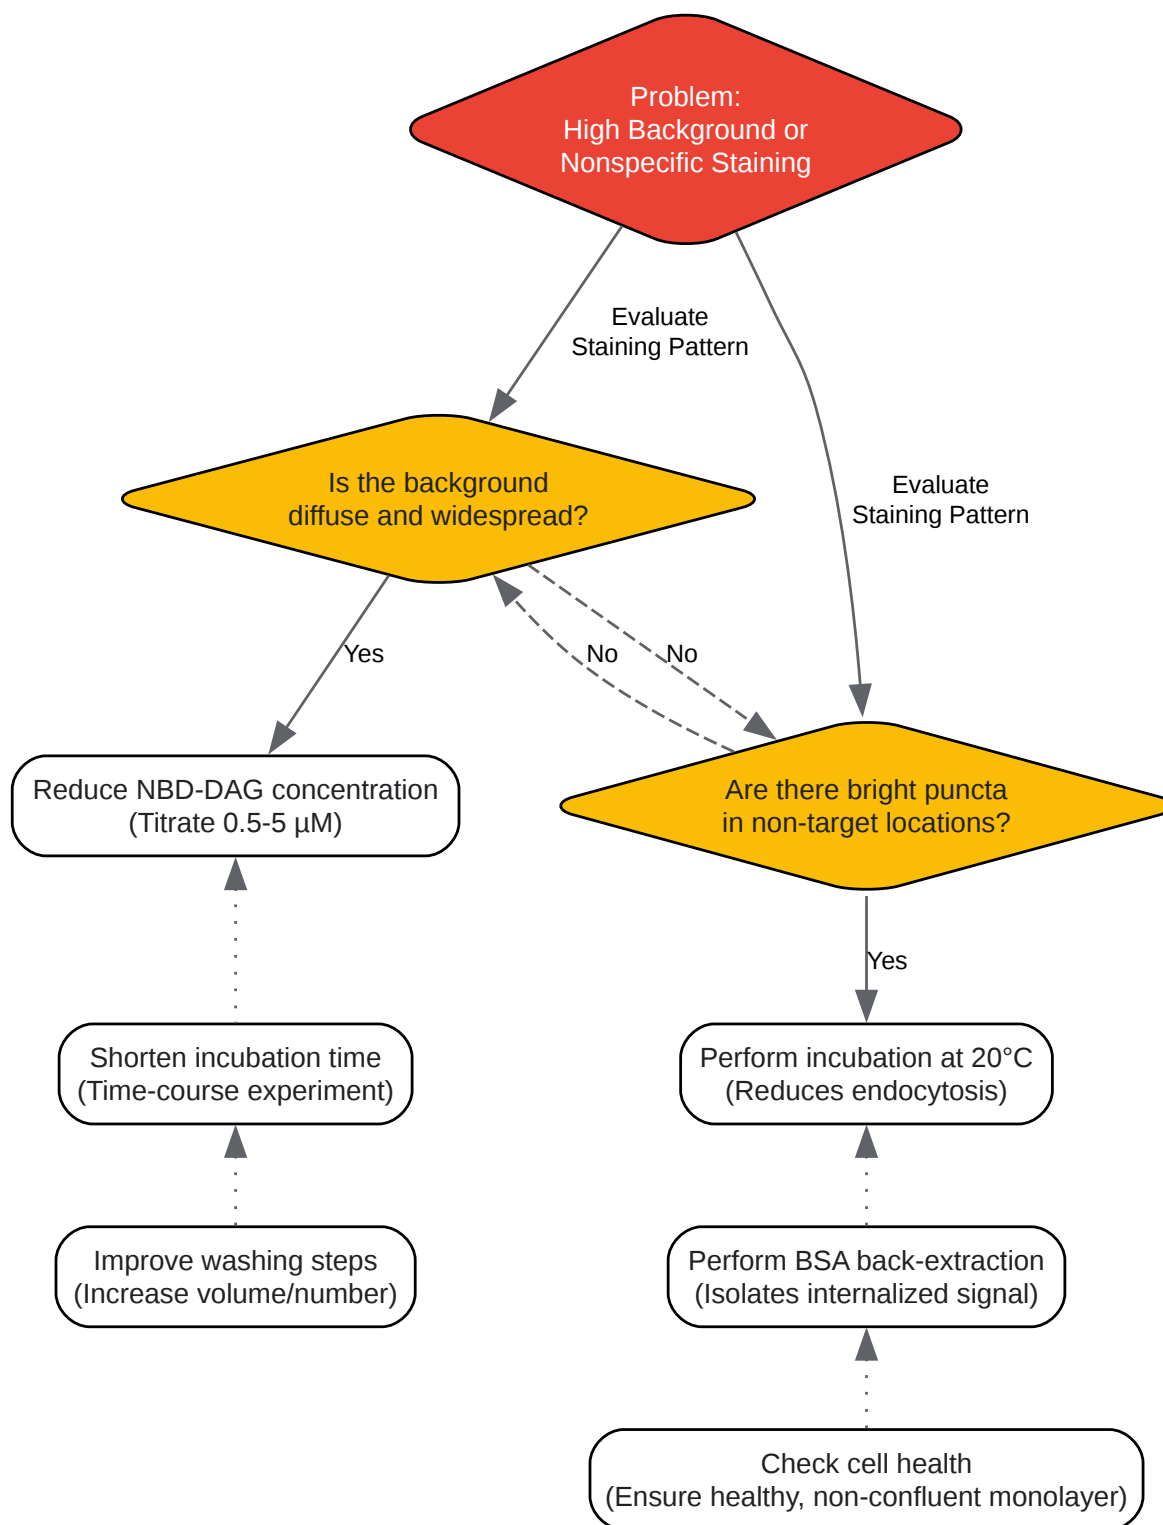 Problem:
High Background or
Nonspecific Staining
Evaluate
Staining Pattern
Is the background
diffuse and widespread?
Evaluate
Staining Pattern
Yes
No
No
Reduce NBD-DAG concentration
(Titrate 0.5-5 µM)
Are there bright puncta
in non-target locations?
Yes
Shorten incubation time
(Time-course experiment)
Perform incubation at 20°C
(Reduces endocytosis)
Improve washing steps
(Increase volume/number)
Perform BSA back-extraction
(Isolates internalized signal)
Check cell health
(Ensure healthy, non-confluent monolayer)